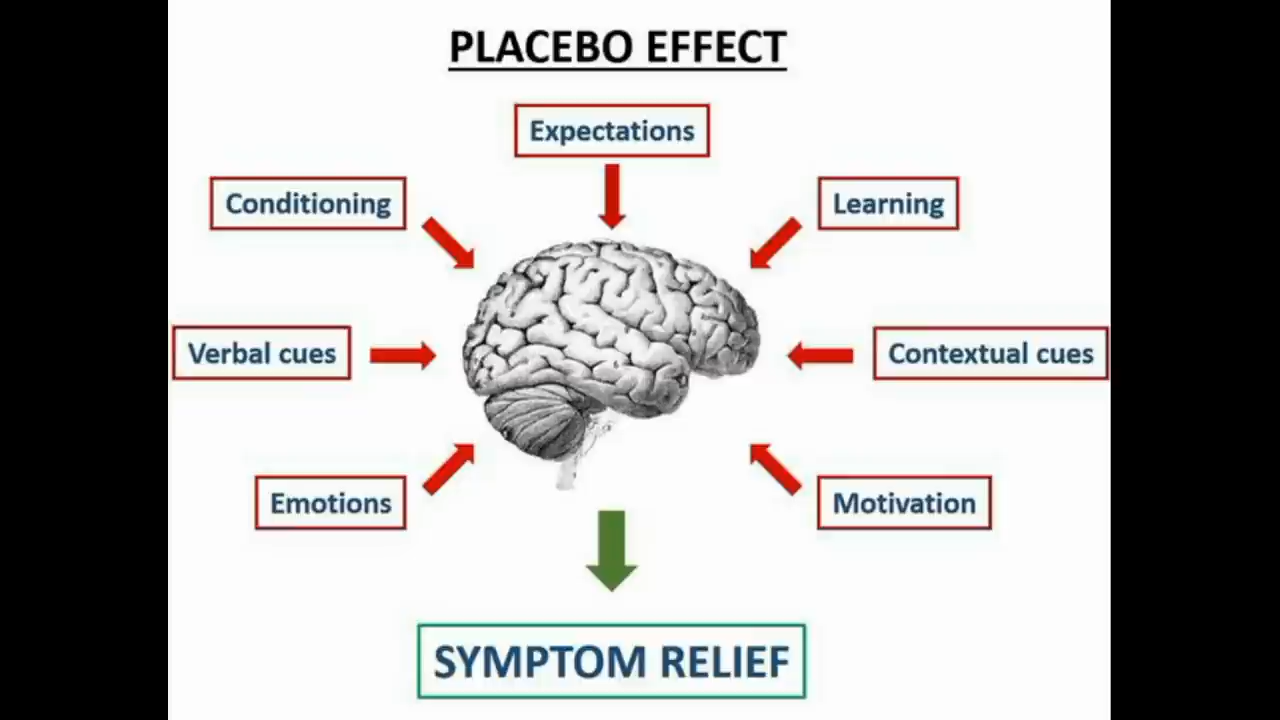 PLACEBO EFFECT
Expectations
Conditioning
Learning
Verbal cues
Contextual cues
Emotions
Motivation
SYMPTOM RELIEF